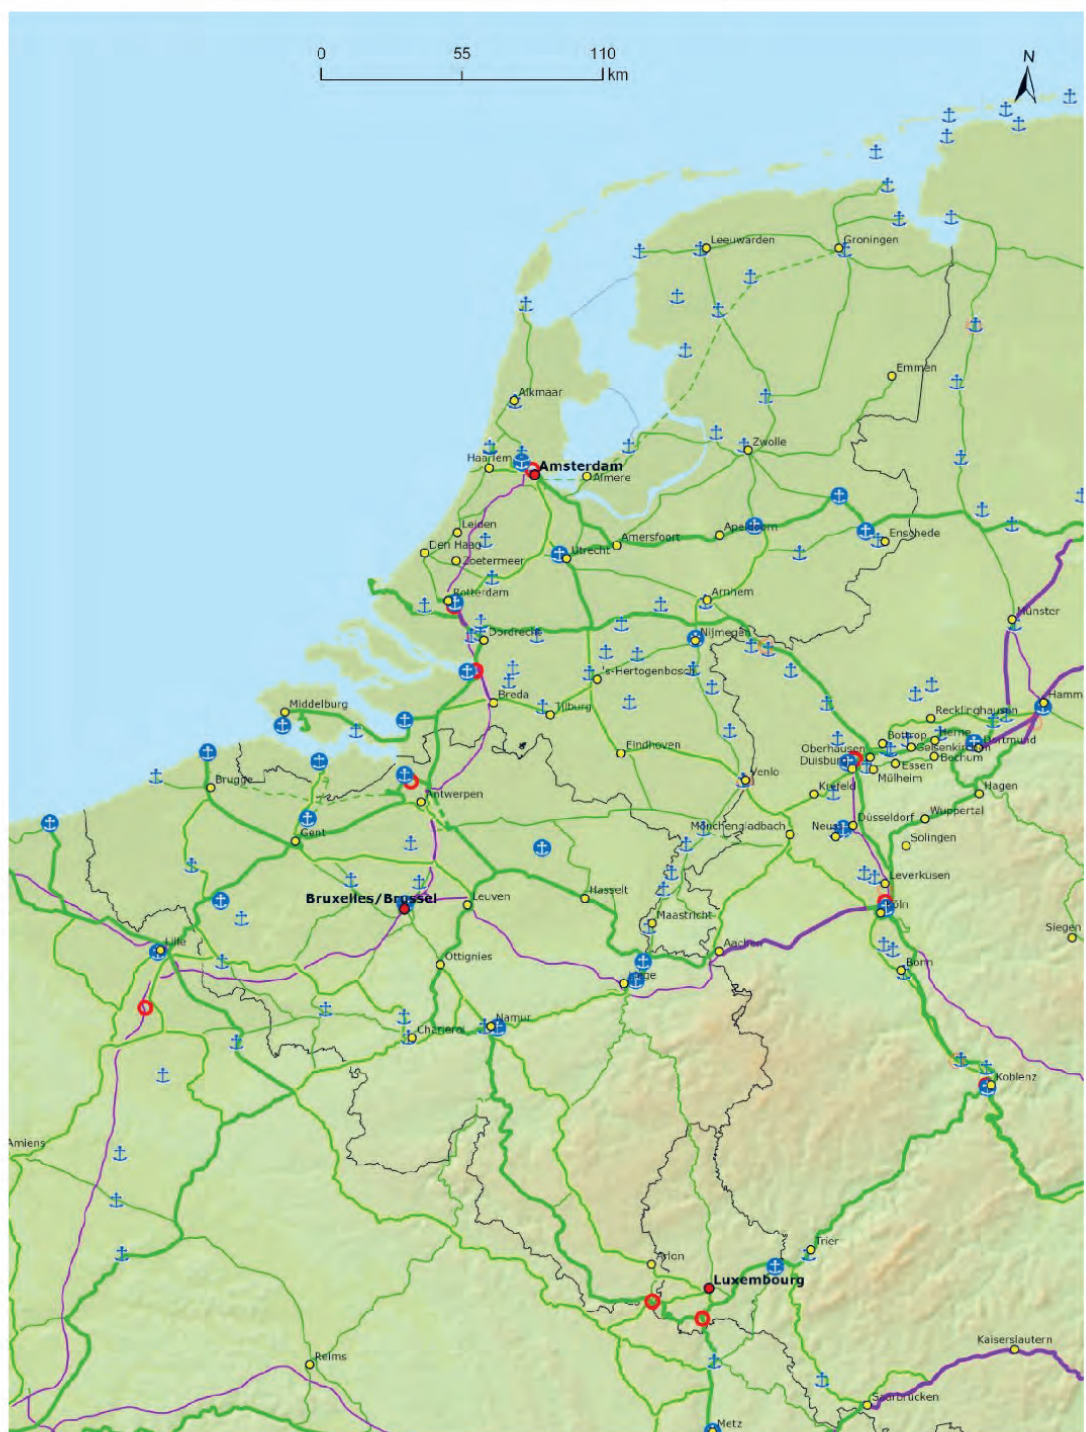 0 55 110
km
N
Leeuwarden
Groningen
Emmen
Alkmaar
Zwolle
Haarlem
Amsterdam
Almere
Leiden
Apeldoorn
Enschede
Den Haag
Utrecht
Amersfoort
Zoetermeer
Rotterdam
Arnhem
Münster
Dordrecht
Nijmegen
's-Hertogenbosch
Middelburg
Breda
Tilburg
Hamm
Recklinghausen
Bottrop
Herne
Dortmund
Gelsenkirchen
Oberhausen
Eindhoven
Duisburg
Essen
Bochum
Mülheim
Venlo
Brugge
Krefeld
Hagen
Antwerpen
Wuppertal
Düsseldorf
Gent
Mönchengladbach
Neuss
Solingen
Leverkusen
Hasselt
Bruxelles/Brussel
Leuven
Köln
Maastricht
Siegen
Lille
Aachen
Ottignies
Bonn
Liège
Namur
Charleroi
Koblenz
Amiens
Trier
Arlon
Luxembourg
Kaiserslautern
Reims
Saarbrücken
Metz